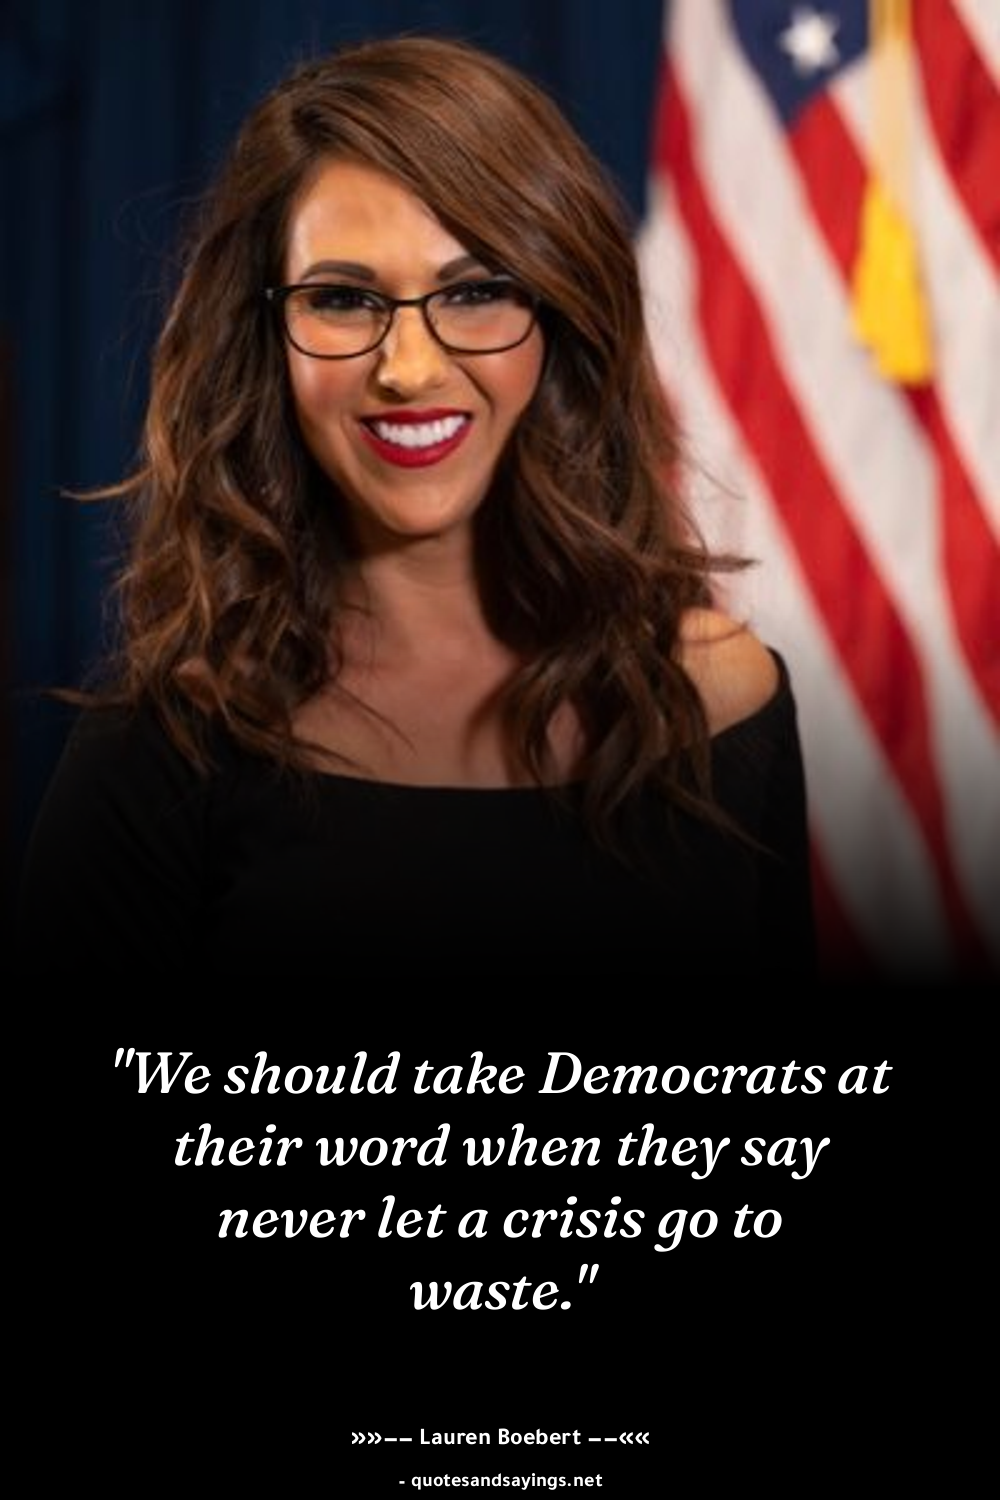 "We should take Democrats at
their word when they say
never let a crisis go to
waste."
»»–– Lauren Boebert ––««
- quotesandsayings.net